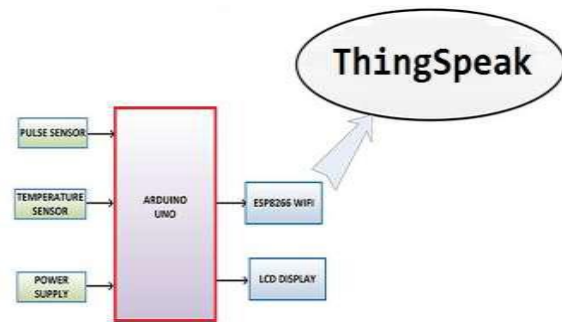 ThingSpeak
PULSE SENSOR
TEMPERATURE
SENSOR
POWER
SUPPLY
ARDUINO
UNO
ESP8266 WIFI
LCD DISPLAY